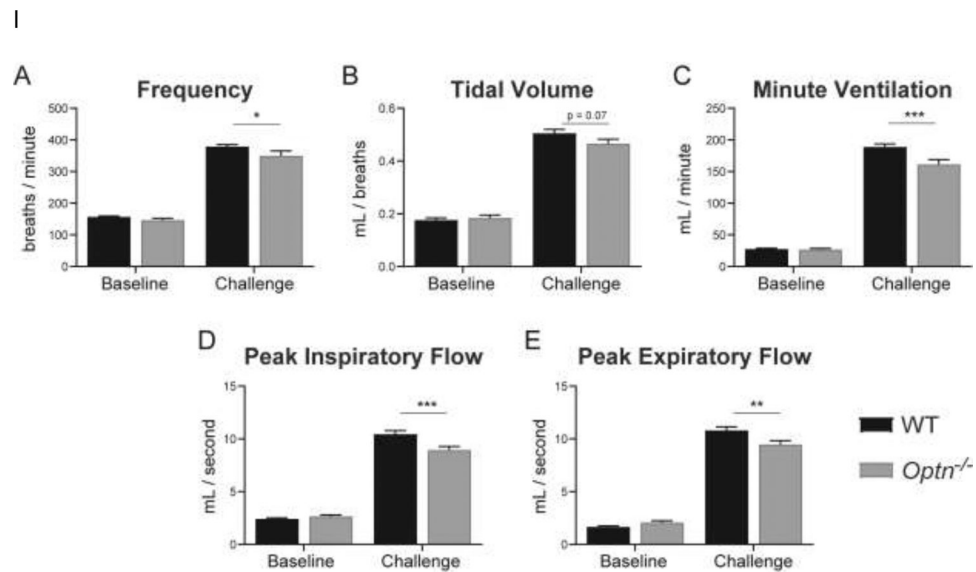 I
A Frequency
breaths / minute
500
400
300
200
100
0
*
Baseline Challenge
B Tidal Volume
mL / breaths
0.6
0.4
0.2
0.0
p = 0.07
Baseline Challenge
C Minute Ventilation
mL / minute
250
200
150
100
50
0
***
Baseline Challenge
D Peak Inspiratory Flow
mL / second
15
10
5
0
***
Baseline Challenge
E Peak Expiratory Flow
mL / second
15
10
5
0
**
Baseline Challenge
WT
Optn-/-